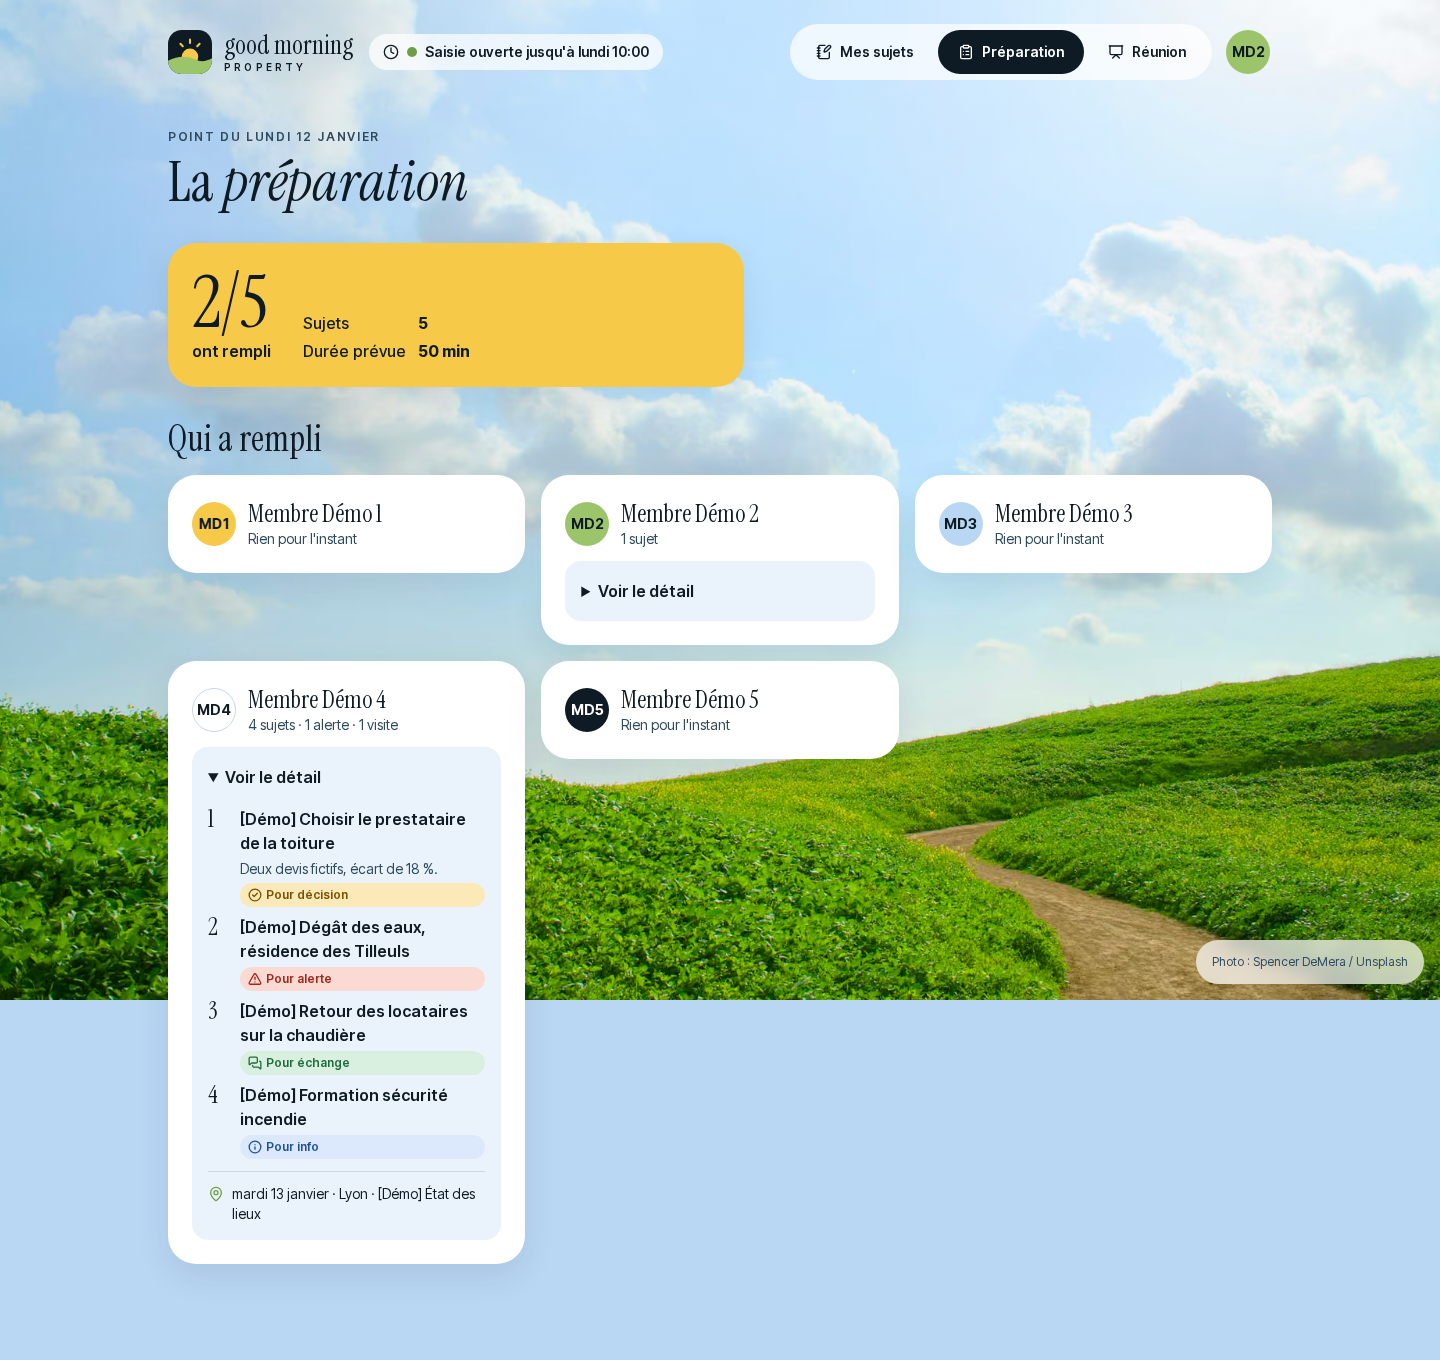 good morning
PROPERTY
Saisie ouverte jusqu'à lundi 10:00
Mes sujets
Préparation
Réunion
MD2
POINT DU LUNDI 12 JANVIER
La préparation
2/5
ont rempli
Sujets 5
Durée prévue 50 min
Qui a rempli
MD1
Membre Démo 1
Rien pour l'instant
MD2
Membre Démo 2
1 sujet
Voir le détail
MD3
Membre Démo 3
Rien pour l'instant
MD4
Membre Démo 4
4 sujets · 1 alerte · 1 visite
Voir le détail
1 [Démo] Choisir le prestataire
de la toiture
Deux devis fictifs, écart de 18 %.
Pour décision
2 [Démo] Dégât des eaux,
résidence des Tilleuls
Pour alerte
3 [Démo] Retour des locataires
sur la chaudière
Pour échange
4 [Démo] Formation sécurité
incendie
Pour info
mardi 13 janvier · Lyon · [Démo] État des
lieux
MD5
Membre Démo 5
Rien pour l'instant
Photo : Spencer DeMera / Unsplash